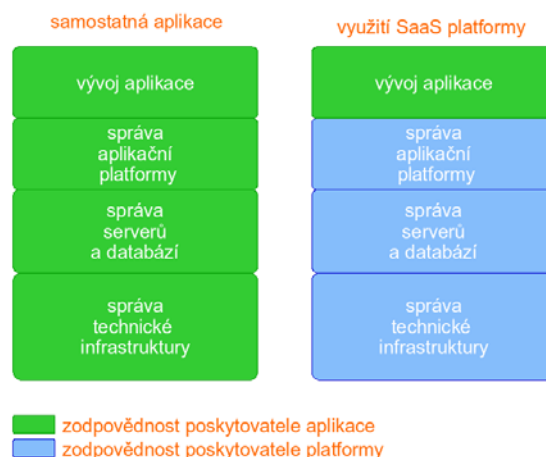 samostatná aplikace
vývoj aplikace
správa
aplikační
platformy
správa
serverů
a databází
správa
technické
infrastruktury
využití SaaS platformy
vývoj aplikace
správa
aplikační
platformy
správa
serverů
a databází
správa
technické
infrastruktury
zodpovědnost poskytovatele aplikace
zodpovědnost poskytovatele platformy